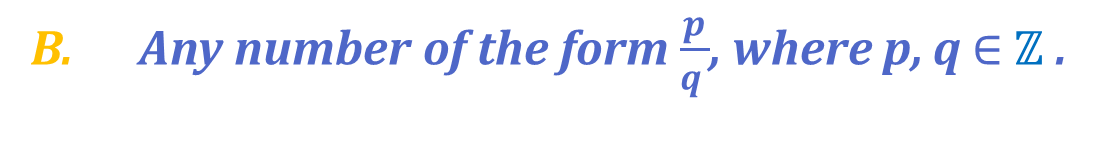 B. Any number of the form p/q, where p, q ∈ ℤ .